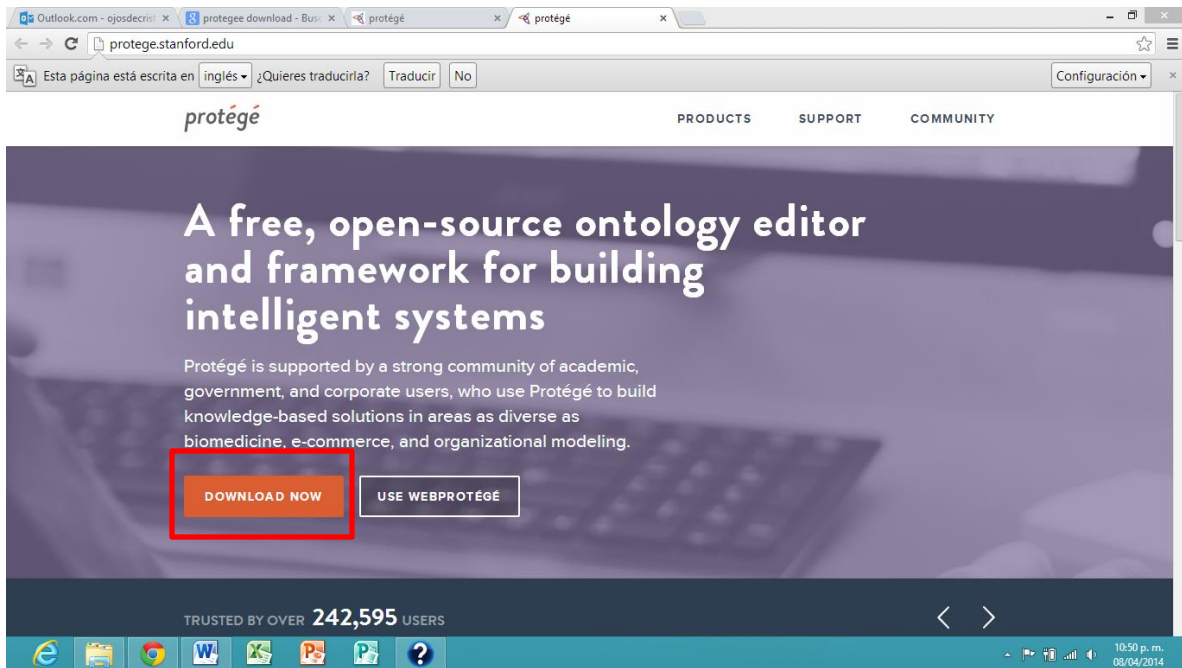 Outlook.com - ojosdecrist
protegee download - Bus
protégé
protégé
protege.stanford.edu
Esta página está escrita en inglés ¿Quieres traducirla? Traducir No Configuración
protégé PRODUCTS SUPPORT COMMUNITY
A free, open-source ontology editor
and framework for building
intelligent systems
Protégé is supported by a strong community of academic,
government, and corporate users, who use Protégé to build
knowledge-based solutions in areas as diverse as
biomedicine, e-commerce, and organizational modeling.
DOWNLOAD NOW USE WEBPROTÉGÉ
TRUSTED BY OVER 242,595 USERS
10:50 p. m.
08/04/2014